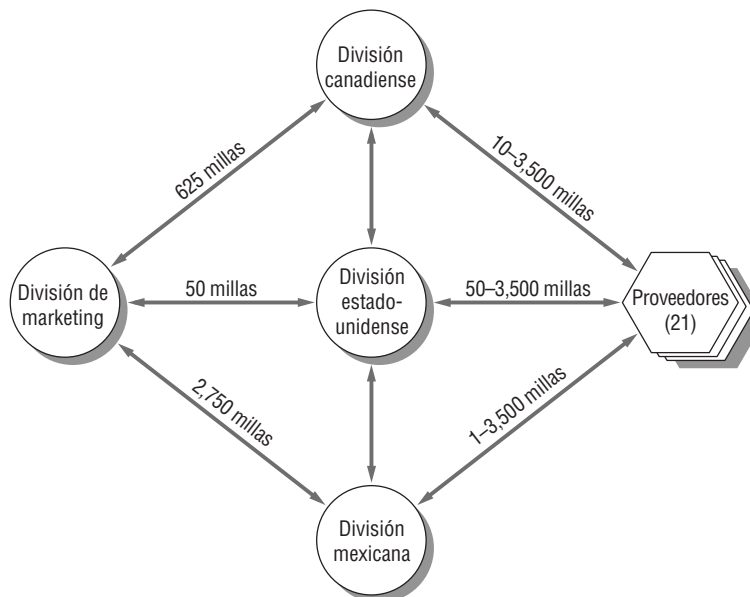 División
canadiense
625 millas
10–3,500 millas
División de
marketing
50 millas
División
estado-
unidense
50–3,500 millas
Proveedores
(21)
2,750 millas
1–3,500 millas
División
mexicana